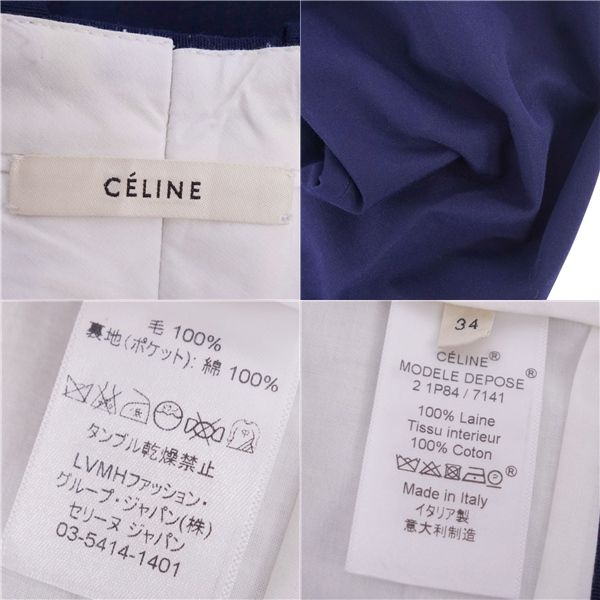 CÉLINE
毛 100%
裏地(ポケット): 綿 100%
タンブル乾燥禁止
LVMHファッション・
グループ・ジャパン(株)
セリーヌ ジャパン
03-5414-1401
34
CÉLINE®
MODELE DEPOSE®
2 1P84 / 7141
100% Laine
Tissu interieur
100% Coton
Made in Italy
イタリア製
意大利制造